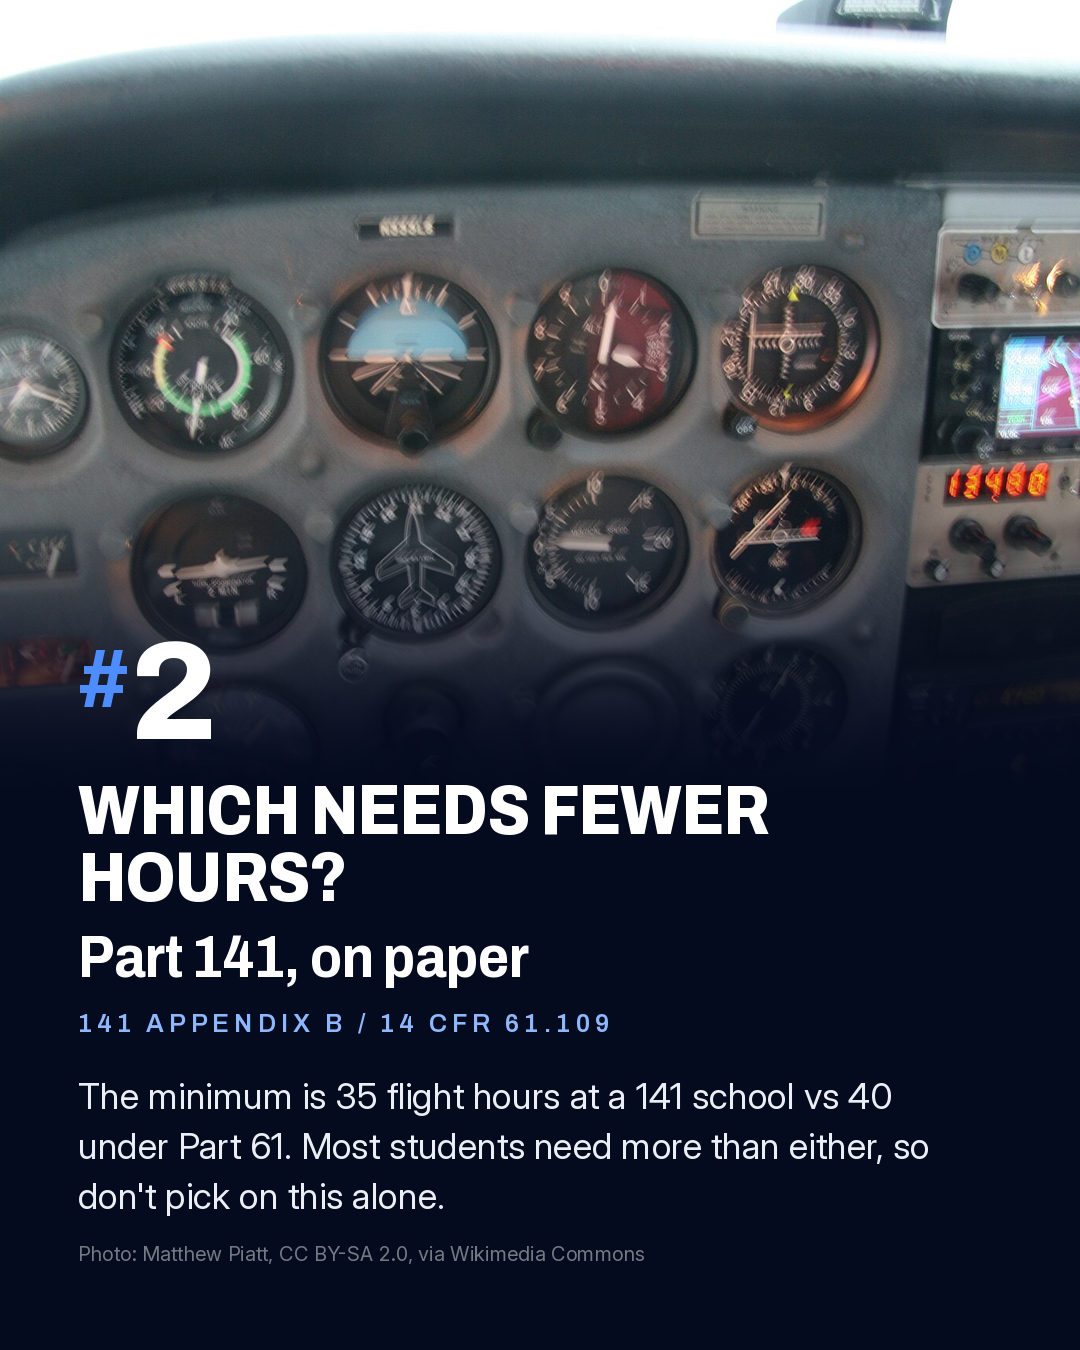 #2
WHICH NEEDS FEWER
HOURS?
Part 141, on paper
141 APPENDIX B / 14 CFR 61.109
The minimum is 35 flight hours at a 141 school vs 40
under Part 61. Most students need more than either, so
don't pick on this alone.
Photo: Matthew Piatt, CC BY-SA 2.0, via Wikimedia Commons